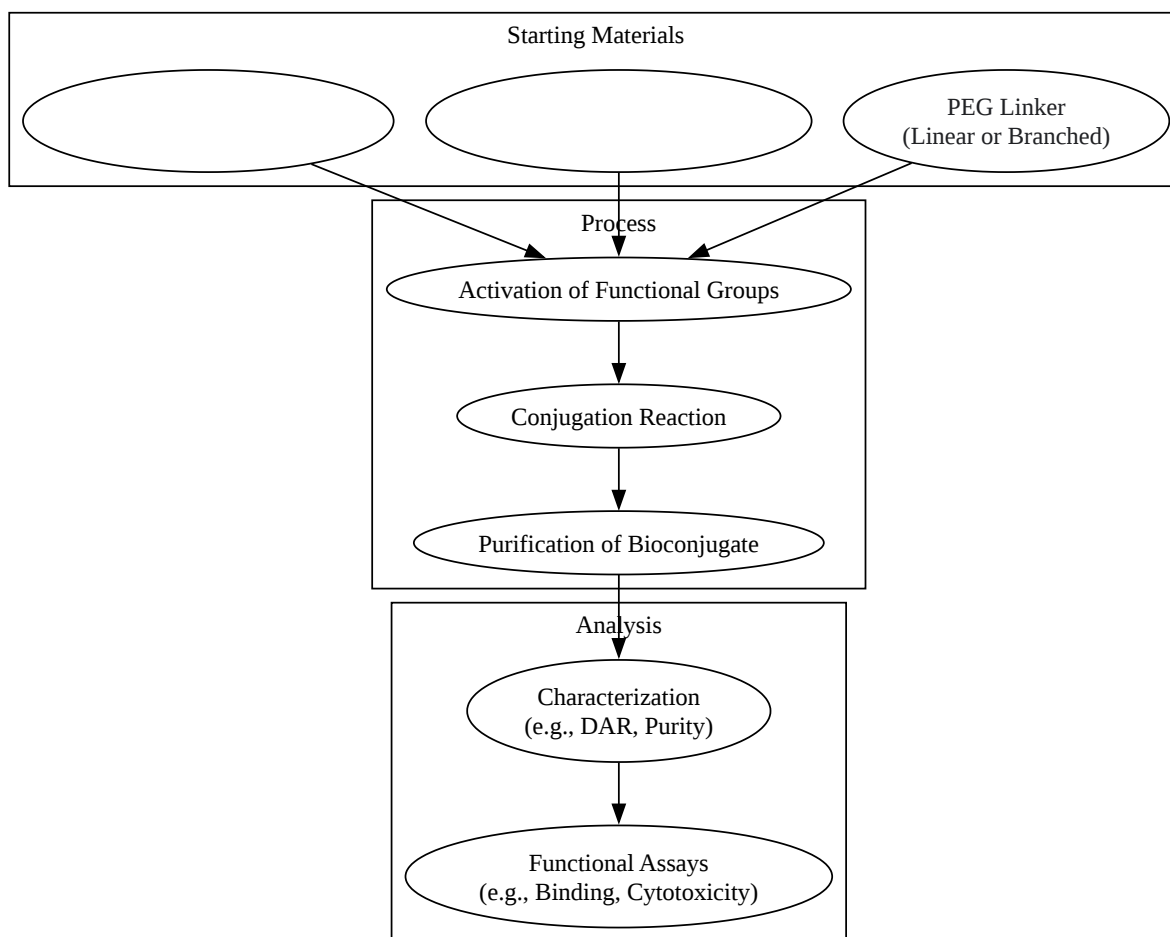 Starting Materials
PEG Linker
(Linear or Branched)
Process
Activation of Functional Groups
Conjugation Reaction
Purification of Bioconjugate
Analysis
Characterization
(e.g., DAR, Purity)
Functional Assays
(e.g., Binding, Cytotoxicity)